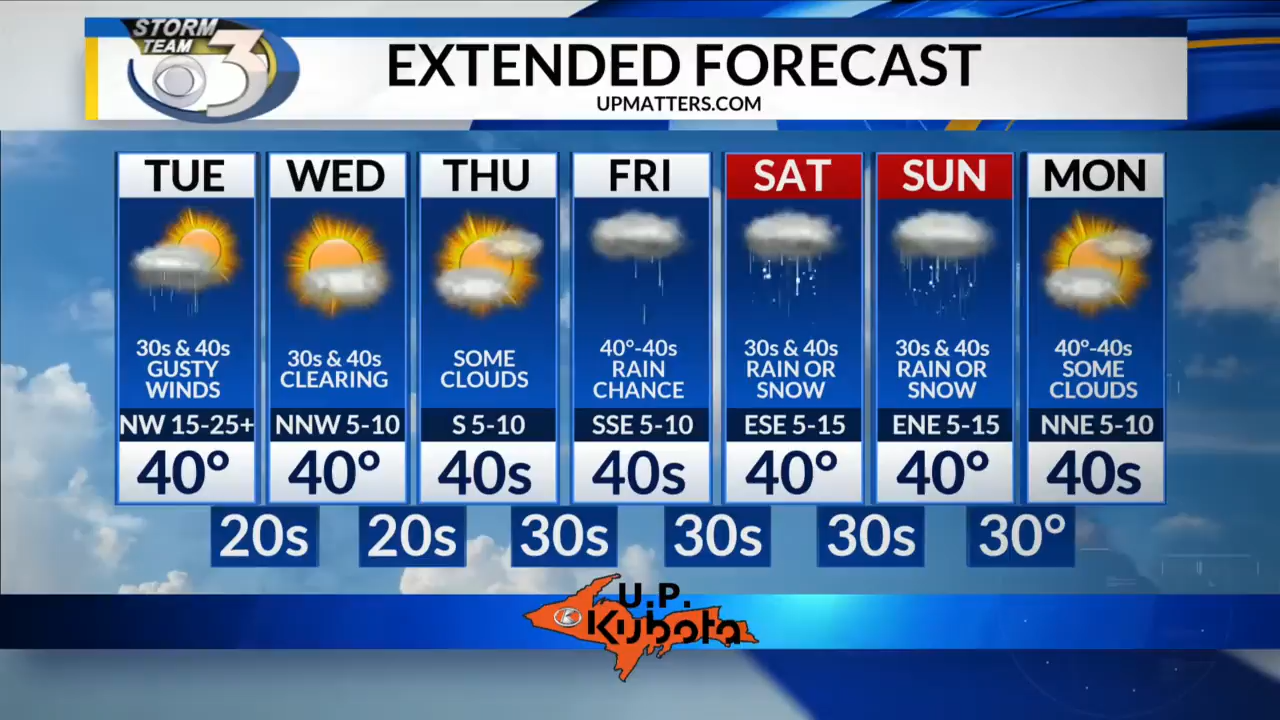 STORM
TEAM
3
EXTENDED FORECAST
UPMATTERS.COM
TUE
WED
THU
FRI
SAT
SUN
MON
30s & 40s
GUSTY
WINDS
30s & 40s
CLEARING
SOME
CLOUDS
40°-40s
RAIN
CHANCE
30s & 40s
RAIN OR
SNOW
30s & 40s
RAIN OR
SNOW
40°-40s
SOME
CLOUDS
NW 15-25+
NNW 5-10
S 5-10
SSE 5-10
ESE 5-15
ENE 5-15
NNE 5-10
40°
40°
40s
40s
40°
40°
40s
20s
20s
30s
30s
30s
30°
U.P.
Kubota